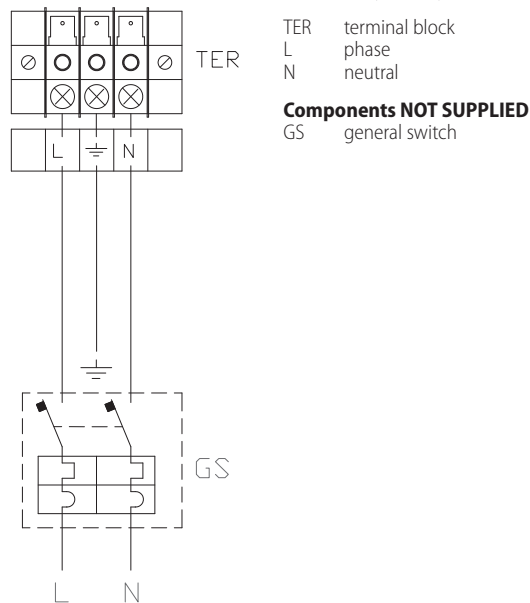 TER
TER terminal block
L phase
N neutral
Components NOT SUPPLIED
GS general switch
L N
GS
L N